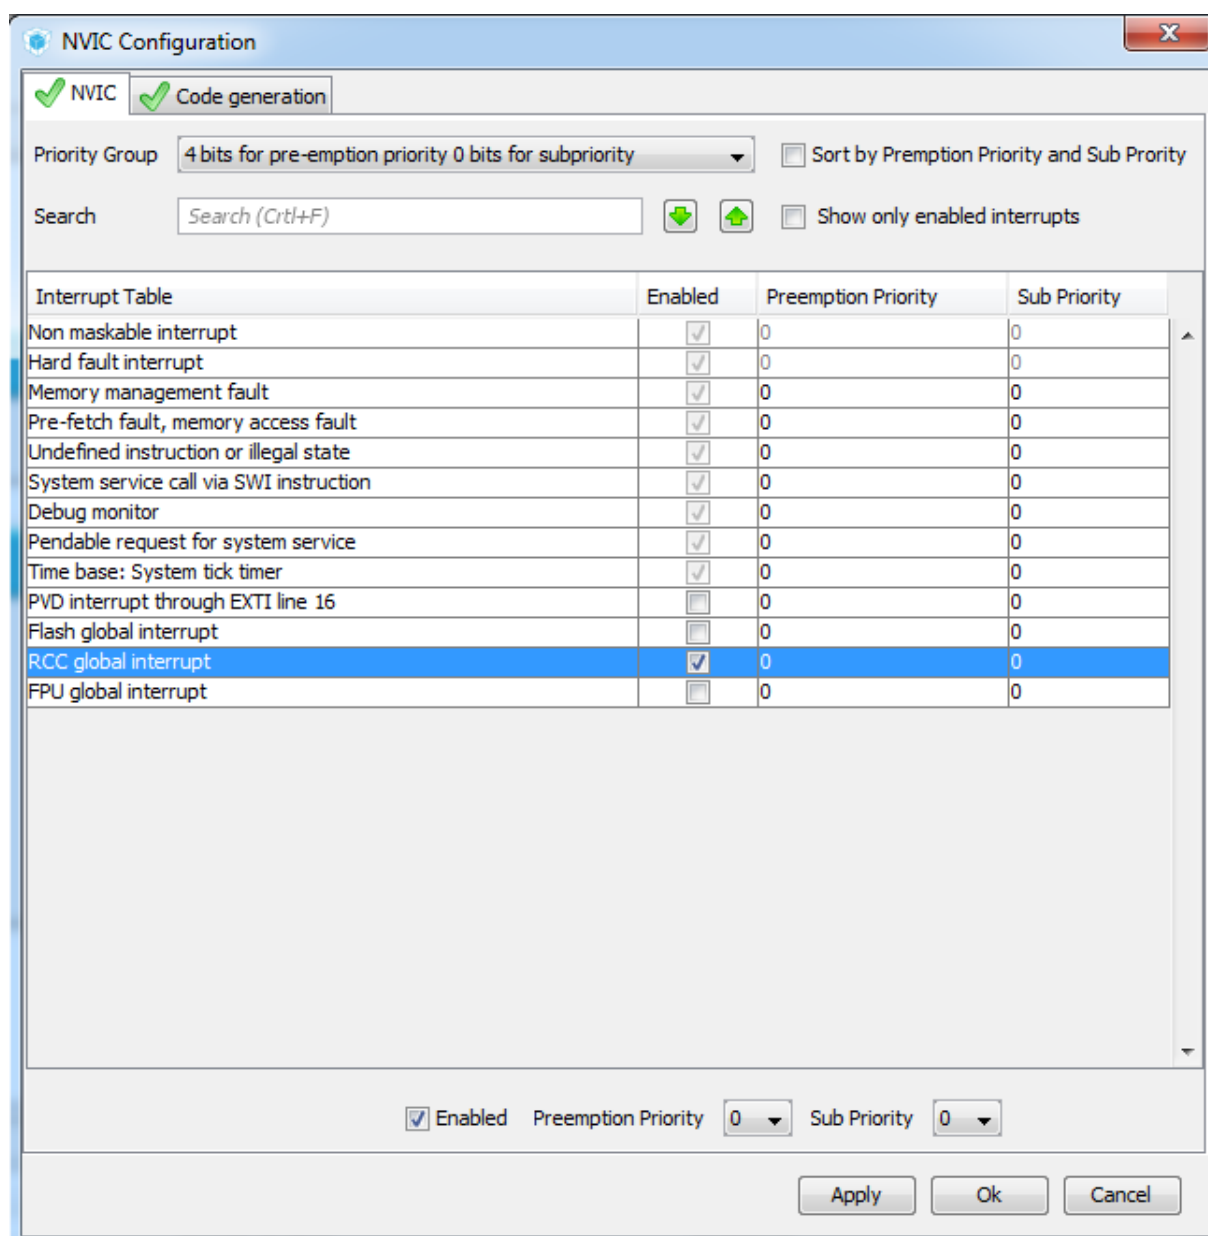 NVIC Configuration
NVIC Code generation
Priority Group 4 bits for pre-emption priority 0 bits for subpriority Sort by Premption Priority and Sub Prority
Search Search (Crtl+F) Show only enabled interrupts
Interrupt Table Enabled Preemption Priority Sub Priority
Non maskable interrupt 0 0
Hard fault interrupt 0 0
Memory management fault 0 0
Pre-fetch fault, memory access fault 0 0
Undefined instruction or illegal state 0 0
System service call via SWI instruction 0 0
Debug monitor 0 0
Pendable request for system service 0 0
Time base: System tick timer 0 0
PVD interrupt through EXTI line 16 0 0
Flash global interrupt 0 0
RCC global interrupt 0 0
FPU global interrupt 0 0
Enabled Preemption Priority 0 Sub Priority 0
Apply Ok Cancel